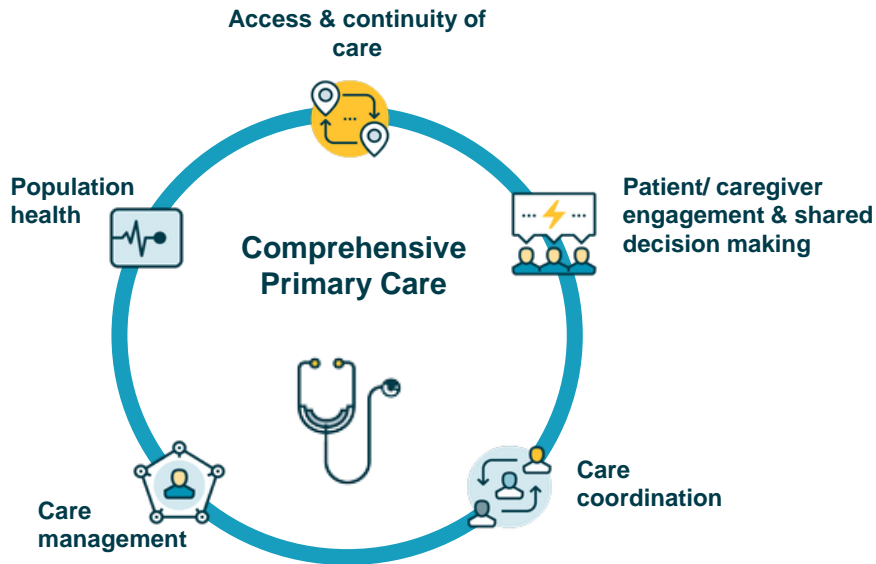 Access & continuity of
care
Population
health
Patient/ caregiver
engagement & shared
decision making
Comprehensive
Primary Care
Care
coordination
Care
management